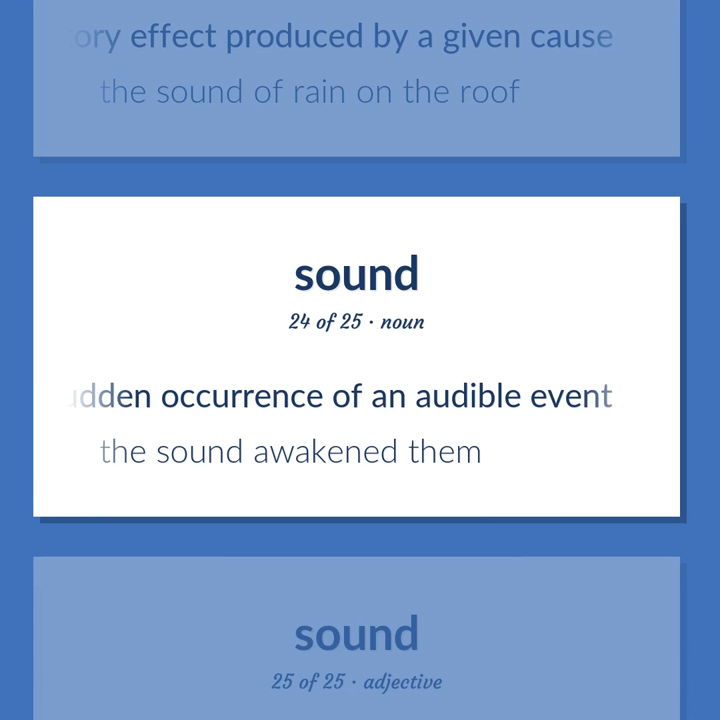 effect produced by a given cause
the sound of rain on the roof
sound
24 of 25 · noun
occurrence of an audible event
the sound awakened them
sound
25 of 25 · adjective